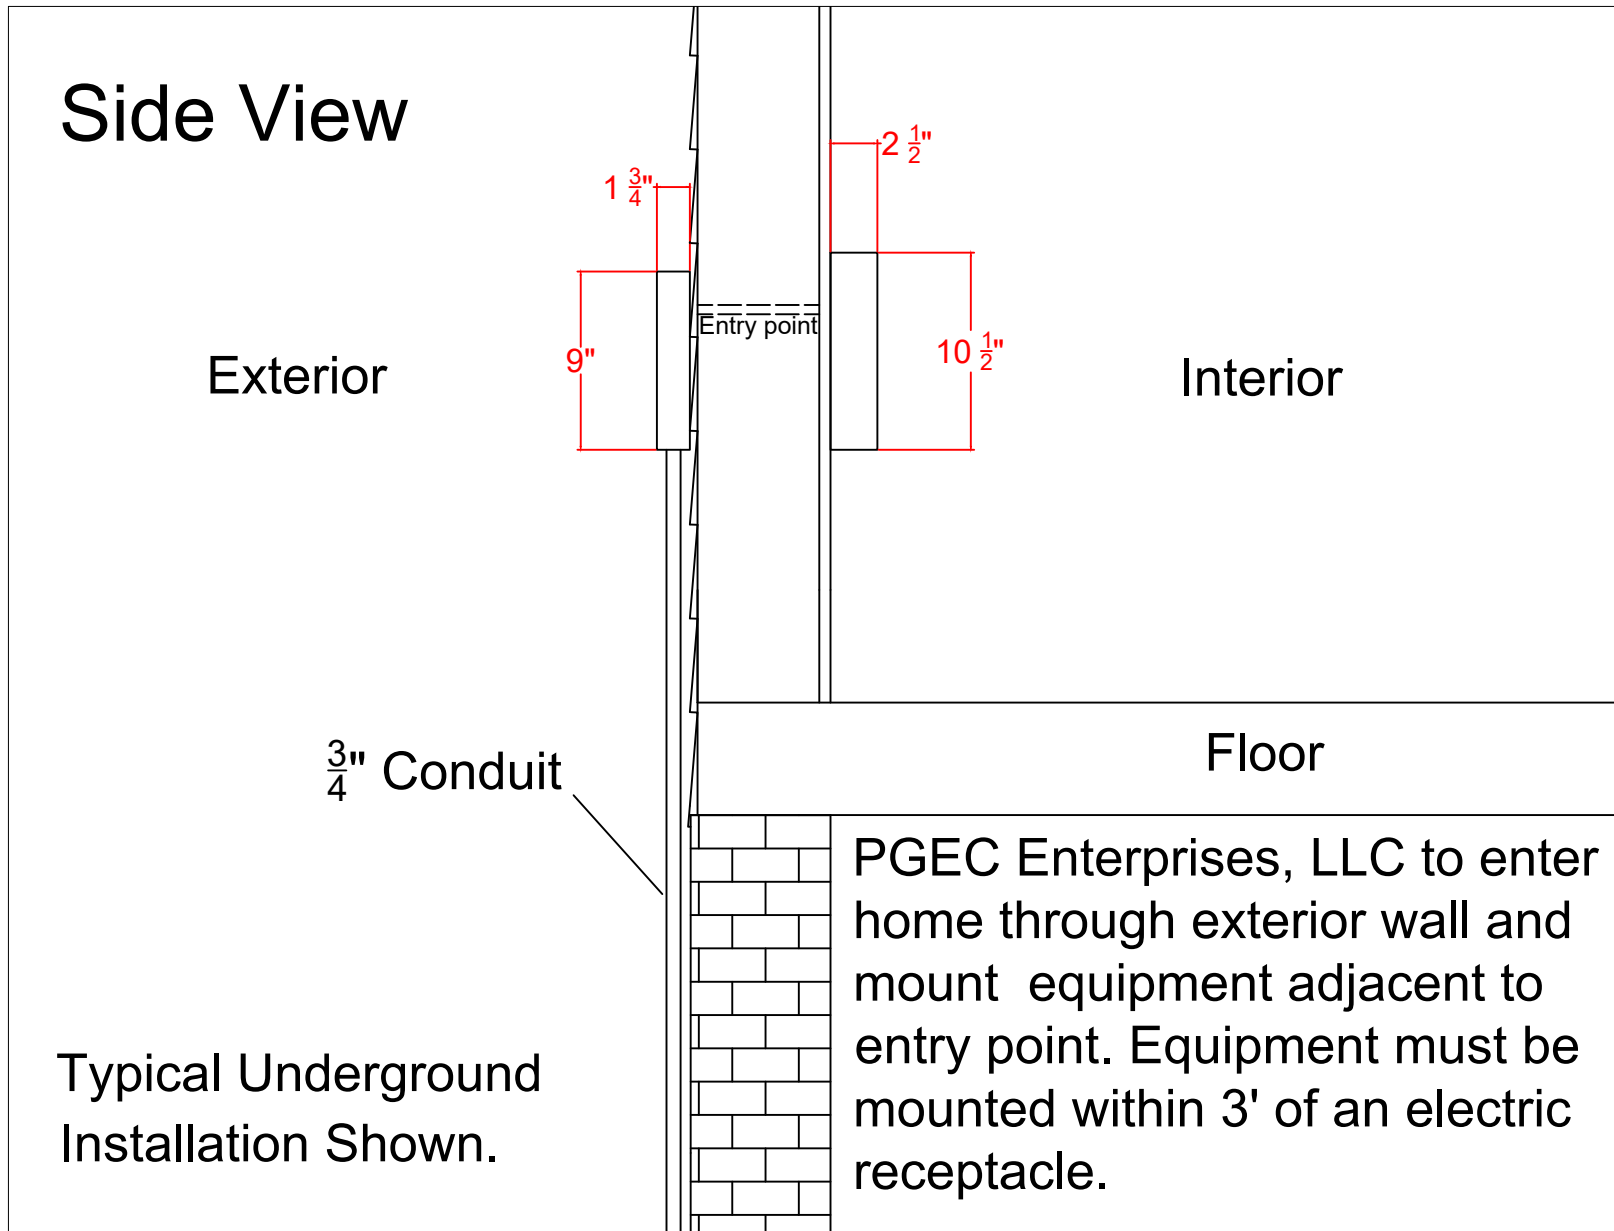 Side View
2 1/2"
1 3/4"
Entry point
9"
10 1/2"
Exterior
Interior
3/4" Conduit
Floor
PGEC Enterprises, LLC to enter
home through exterior wall and
mount  equipment adjacent to
entry point. Equipment must be
mounted within 3' of an electric
receptacle.
Typical Underground
Installation Shown.